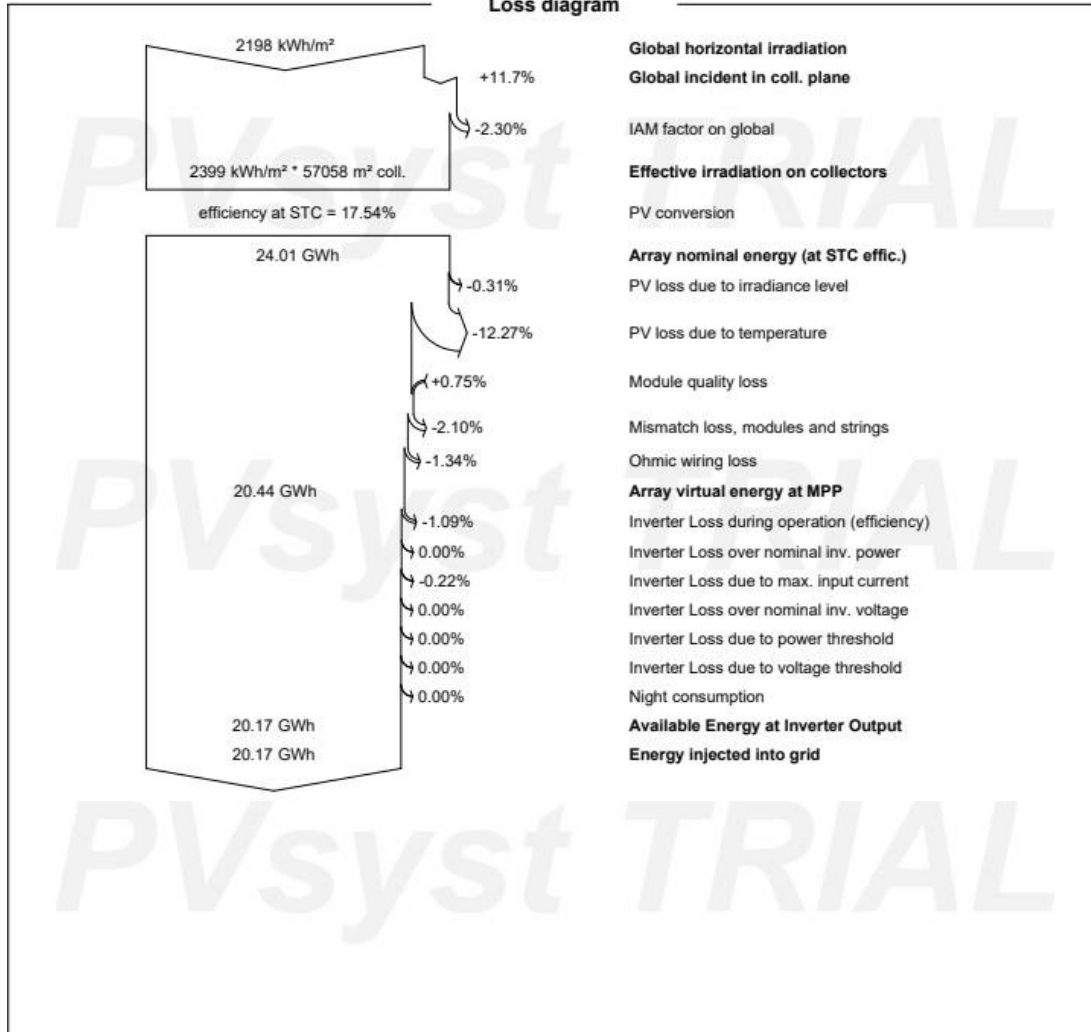 Loss diagram
2198 kWh/m² Global horizontal irradiation
+11.7% Global incident in coll. plane
-2.30% IAM factor on global
2399 kWh/m² * 57058 m² coll. Effective irradiation on collectors
efficiency at STC = 17.54% PV conversion
24.01 GWh Array nominal energy (at STC effic.)
-0.31% PV loss due to irradiance level
-12.27% PV loss due to temperature
+0.75% Module quality loss
-2.10% Mismatch loss, modules and strings
-1.34% Ohmic wiring loss
20.44 GWh Array virtual energy at MPP
-1.09% Inverter Loss during operation (efficiency)
0.00% Inverter Loss over nominal inv. power
-0.22% Inverter Loss due to max. input current
0.00% Inverter Loss over nominal inv. voltage
0.00% Inverter Loss due to power threshold
0.00% Inverter Loss due to voltage threshold
0.00% Night consumption
20.17 GWh Available Energy at Inverter Output
20.17 GWh Energy injected into grid
PVsyst TRIAL
PVsyst TRIAL
PVsyst TRIAL